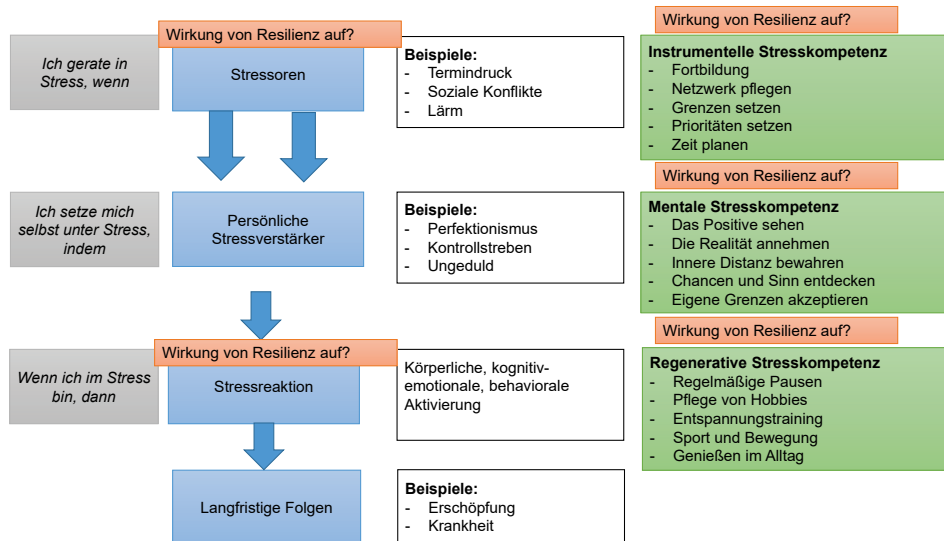 Wirkung von Resilienz auf?
Ich gerate in
Stress, wenn
Stressoren
Beispiele:
- Termindruck
- Soziale Konflikte
- Lärm
Wirkung von Resilienz auf?
Instrumentelle Stresskompetenz
- Fortbildung
- Netzwerk pflegen
- Grenzen setzen
- Prioritäten setzen
- Zeit planen
Ich setze mich
selbst unter Stress,
indem
Persönliche
Stressverstärker
Beispiele:
- Perfektionismus
- Kontrollstreben
- Ungeduld
Wirkung von Resilienz auf?
Mentale Stresskompetenz
- Das Positive sehen
- Die Realität annehmen
- Innere Distanz bewahren
- Chancen und Sinn entdecken
- Eigene Grenzen akzeptieren
Wirkung von Resilienz auf?
Wenn ich im Stress
bin, dann
Stressreaktion
Körperliche, kognitiv-
emotionale, behaviorale
Aktivierung
Wirkung von Resilienz auf?
Regenerative Stresskompetenz
- Regelmäßige Pausen
- Pflege von Hobbies
- Entspannungstraining
- Sport und Bewegung
- Genießen im Alltag
Langfristige Folgen
Beispiele:
- Erschöpfung
- Krankheit